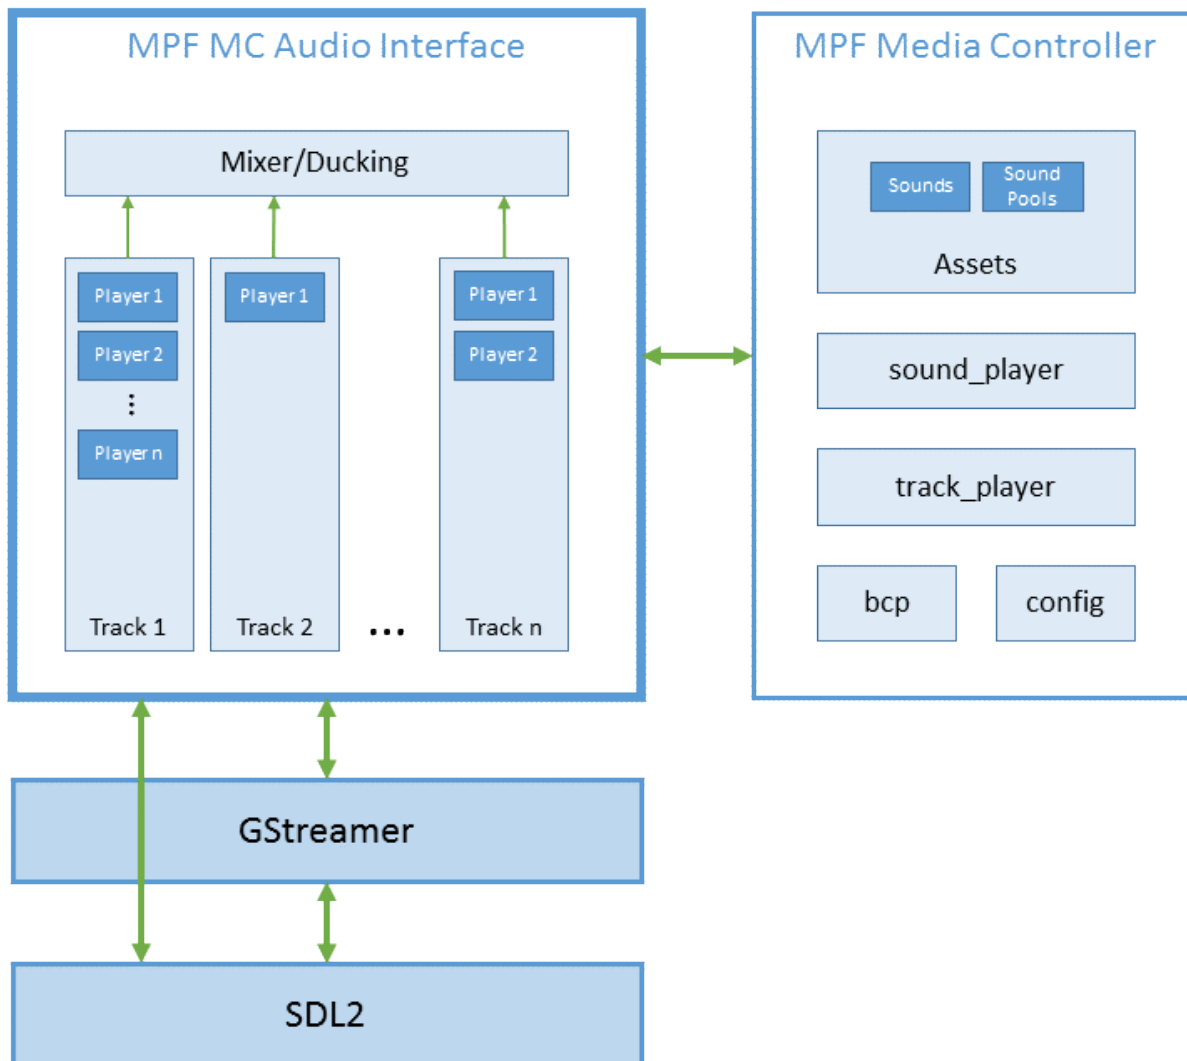 MPF MC Audio Interface
Mixer/Ducking
Player 1
Player 2
⋮
Player n
Track 1
Player 1
Track 2
...
Player 1
Player 2
Track n
MPF Media Controller
Sounds
Sound
Pools
Assets
sound_player
track_player
bcp
config
GStreamer
SDL2